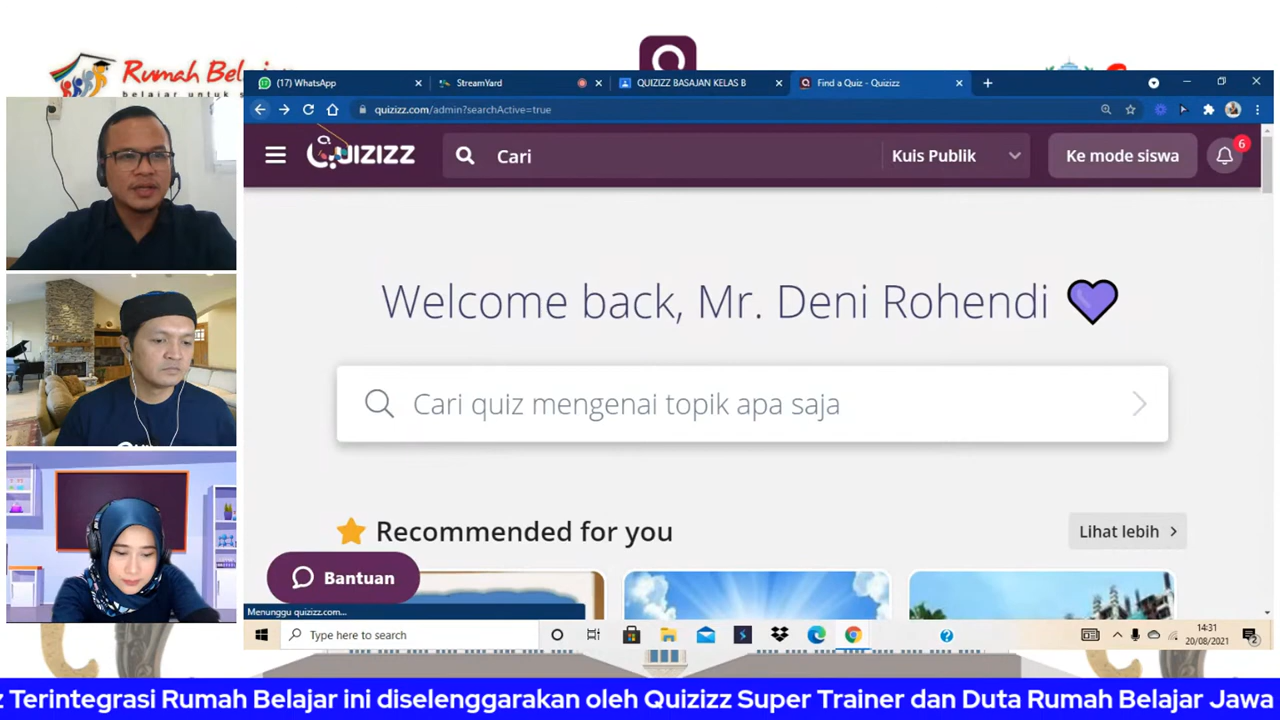 Rumah Be
belajar untuk s
(17) WhatsApp
StreamYard
QUIZIZZ BASAJAN KELAS B
Find a Quiz - Quizizz
quizizz.com/admin?searchActive=true
QUIZIZZ
Cari
Kuis Publik
Ke mode siswa
6
Welcome back, Mr. Deni Rohendi
Cari quiz mengenai topik apa saja
Recommended for you
Lihat lebih
Bantuan
Menunggu quizizz.com...
Type here to search
14:31
20/08/2021
2
z Terintegrasi Rumah Belajar ini diselenggarakan oleh Quizizz Super Trainer dan Duta Rumah Belajar Jawa